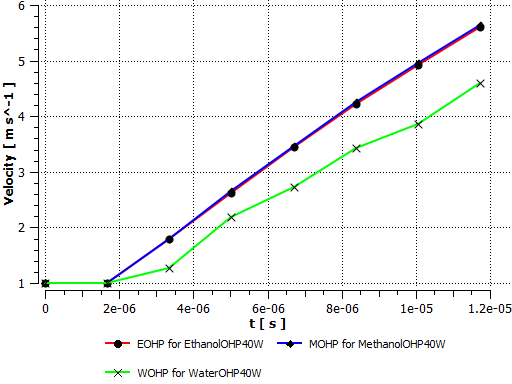 6
5
4
3
2
1
Velocity [ m s^-1 ]
0 2e-06 4e-06 6e-06 8e-06 1e-05 1.2e-05
t [ s ]
EOHP for EthanolOHP40W MOHP for MethanolOHP40W
WOHP for WaterOHP40W